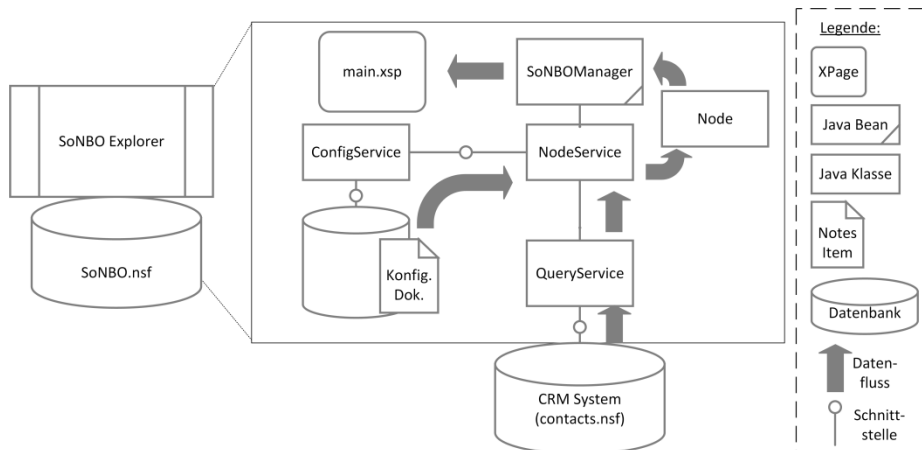 SoNBO Explorer
SoNBO.nsf
main.xsp
SoNBOManager
Node
ConfigService
NodeService
Konfig.
Dok.
QueryService
CRM System
(contacts.nsf)
Legende:
XPage
Java Bean
Java Klasse
Notes
Item
Datenbank
Daten-
fluss
Schnitt-
stelle